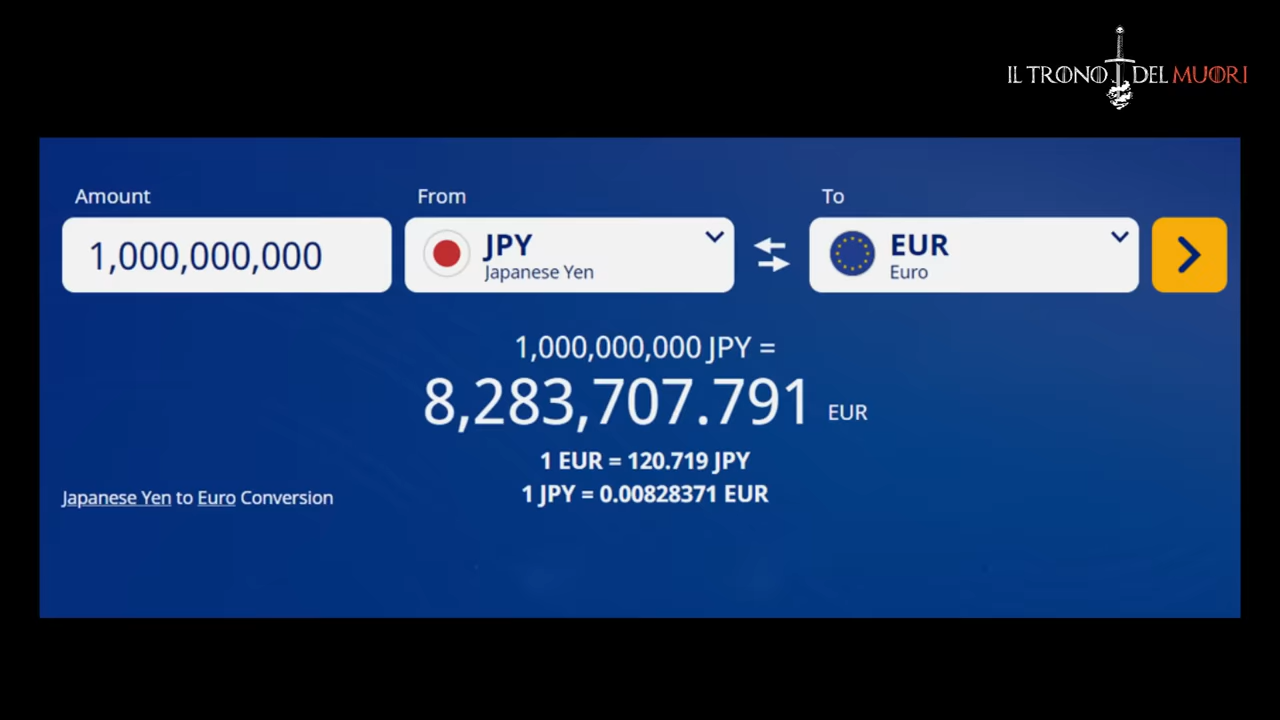 IL TRONO DEL MUORI
Amount
From
To
1,000,000,000
JPY
Japanese Yen
EUR
Euro
1,000,000,000 JPY =
8,283,707.791 EUR
1 EUR = 120.719 JPY
1 JPY = 0.00828371 EUR
Japanese Yen to Euro Conversion